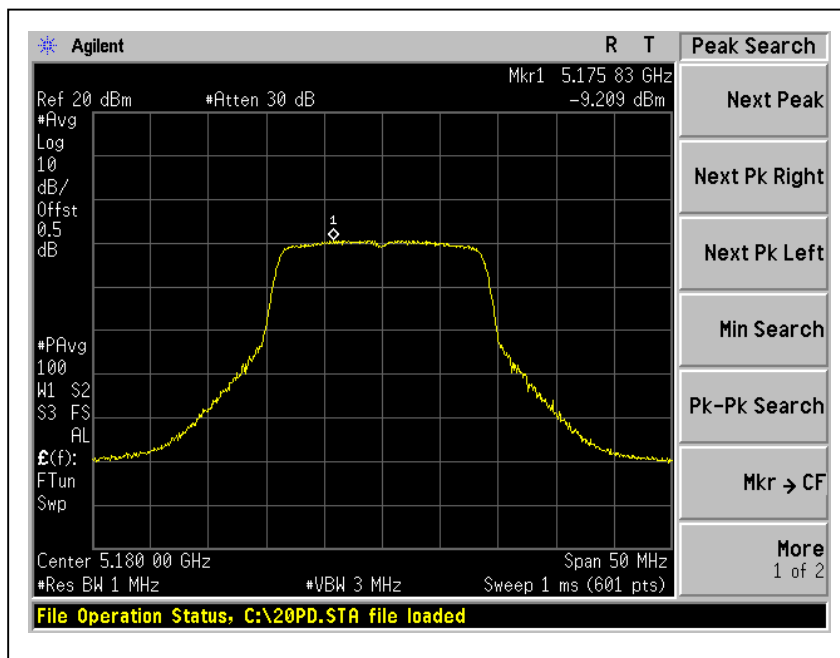 Agilent R T
Mkr1 5.175 83 GHz
Ref 20 dBm #Atten 30 dB -9.209 dBm
#Avg
Log
10
dB/
Offst
0.5
dB
1
#PAvg
100
W1 S2
S3 FS
AL
£(f):
FTun
Swp
Center 5.180 00 GHz Span 50 MHz
#Res BW 1 MHz #VBW 3 MHz Sweep 1 ms (601 pts)
File Operation Status, C:\20PD.STA file loaded
Peak Search
Next Peak
Next Pk Right
Next Pk Left
Min Search
Pk-Pk Search
Mkr → CF
More
1 of 2